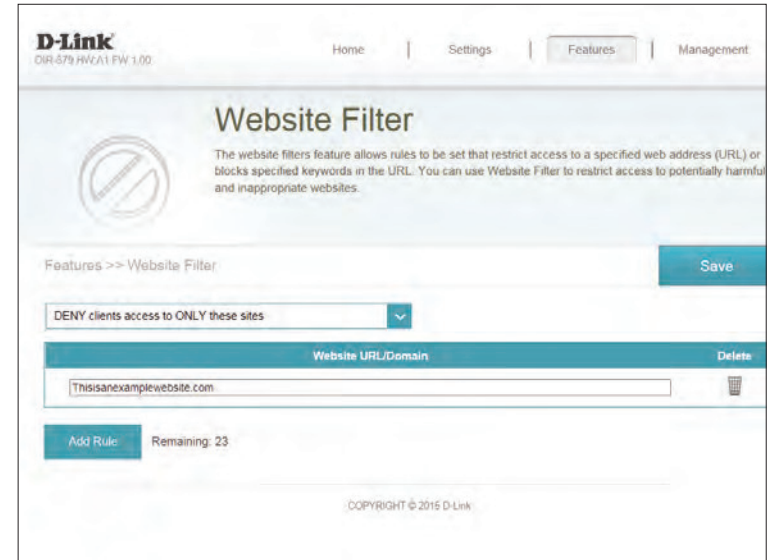 D-Link
DIR-879 HW:A1 FW:1.00
Home | Settings | Features | Management
Website Filter
The website filters feature allows rules to be set that restrict access to a specified web address (URL) or
blocks specified keywords in the URL. You can use Website Filter to restrict access to potentially harmful
and inappropriate websites.
Features >> Website Filter
Save
DENY clients access to ONLY these sites
Website URL/Domain Delete
Thisisanexamplewebsite.com
Add Rule Remaining: 23
COPYRIGHT © 2015 D-Link